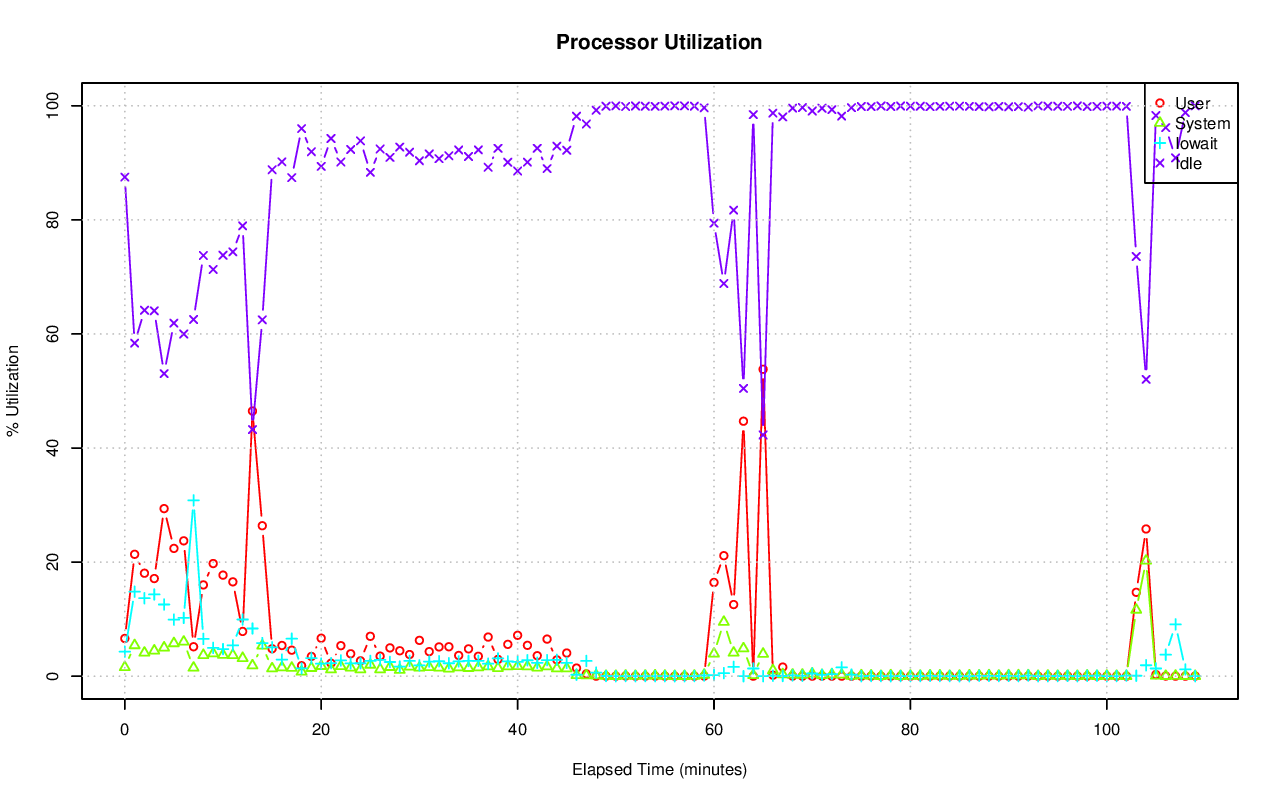 Processor Utilization
100
80
60
40
20
0
% Utilization
User
System
Iowait
Idle
0 20 40 60 80 100
Elapsed Time (minutes)